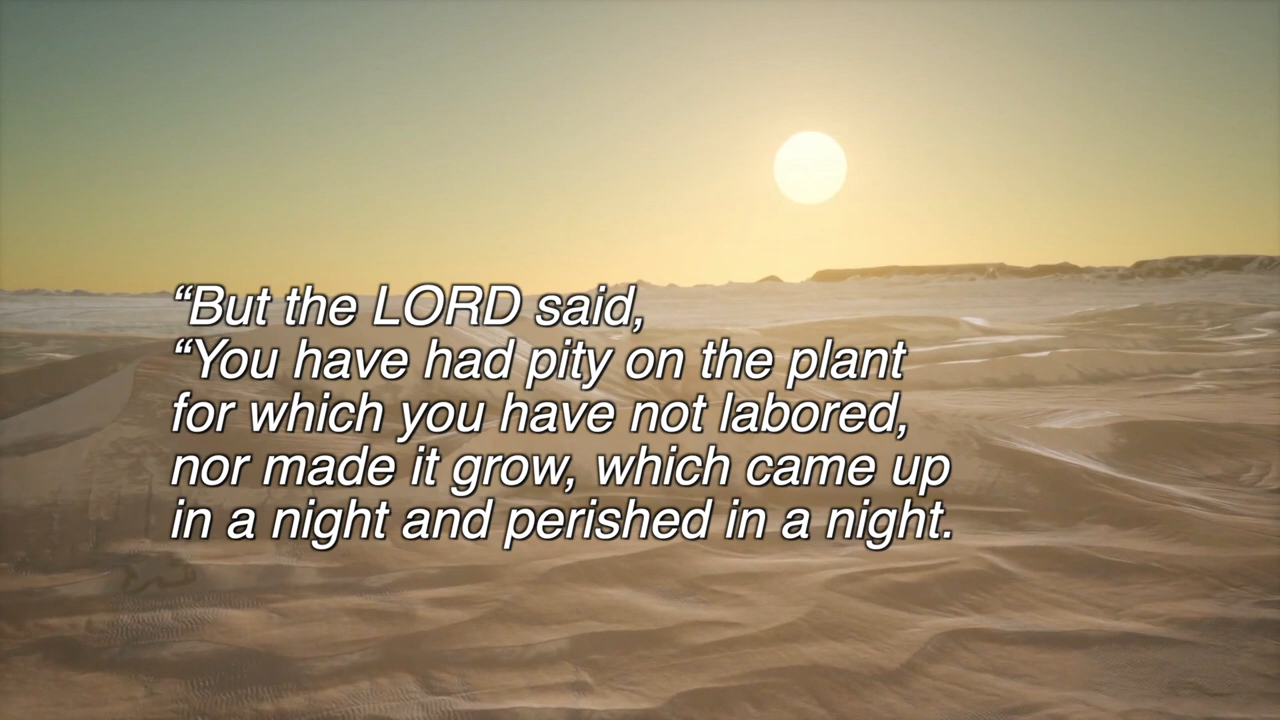 “But the LORD said,
“You have had pity on the plant
for which you have not labored,
nor made it grow, which came up
in a night and perished in a night.